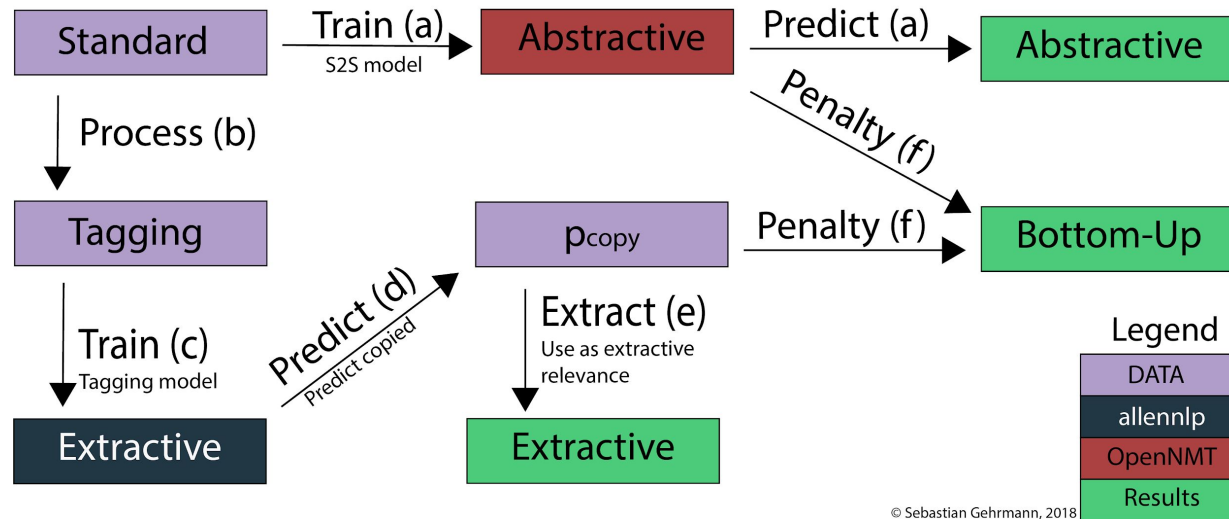 Standard
Train (a)
S2S model
Abstractive
Predict (a)
Abstractive
Process (b)
Penalty (f)
Tagging
pcopy
Penalty (f)
Bottom-Up
Train (c)
Tagging model
Predict (d)
Predict copied
Extract (e)
Use as extractive
relevance
Extractive
Extractive
Legend
DATA
allennlp
OpenNMT
Results
© Sebastian Gehrmann, 2018